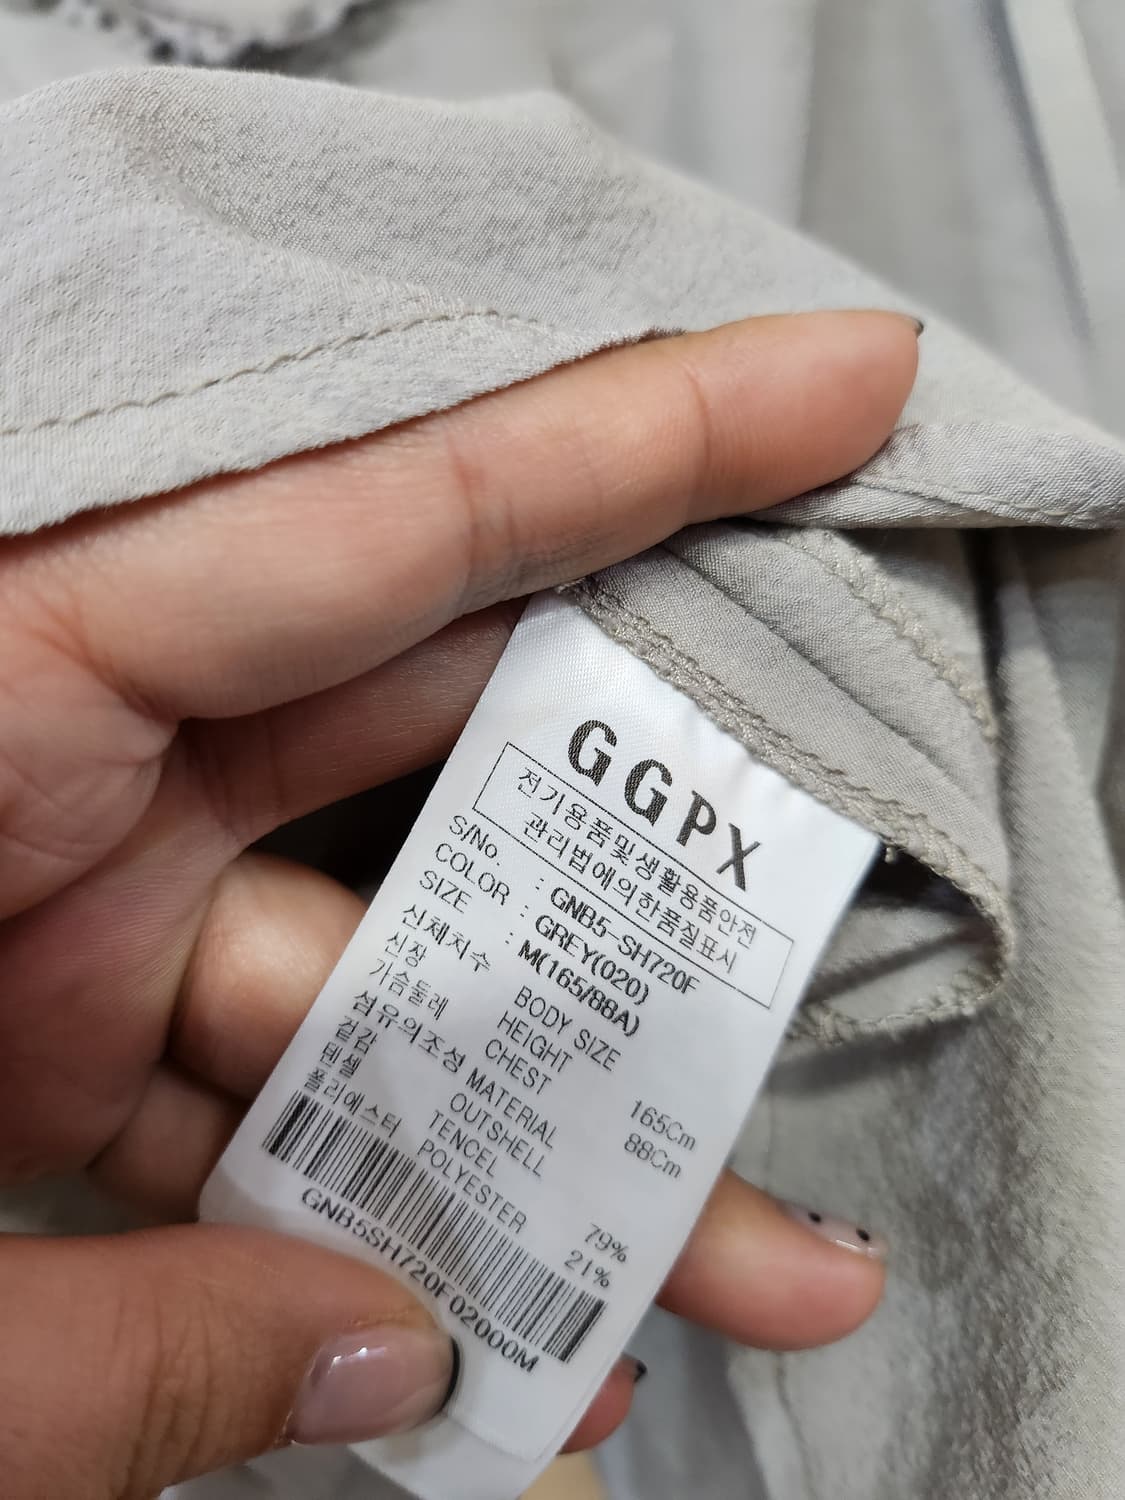 GGPX
전기용품및생활용품안전
관리법에의한품질표시
S/No. : GNB5-SH720F
COLOR : GREY(020)
SIZE : M(165/88A)
신체치수 BODY SIZE
신장 HEIGHT 165Cm
가슴둘레 CHEST 88Cm
섬유의조성 MATERIAL
겉감 OUTSHELL
텐셀 TENCEL 79%
폴리에스터 POLYESTER 21%
GNB5SH720F02000M